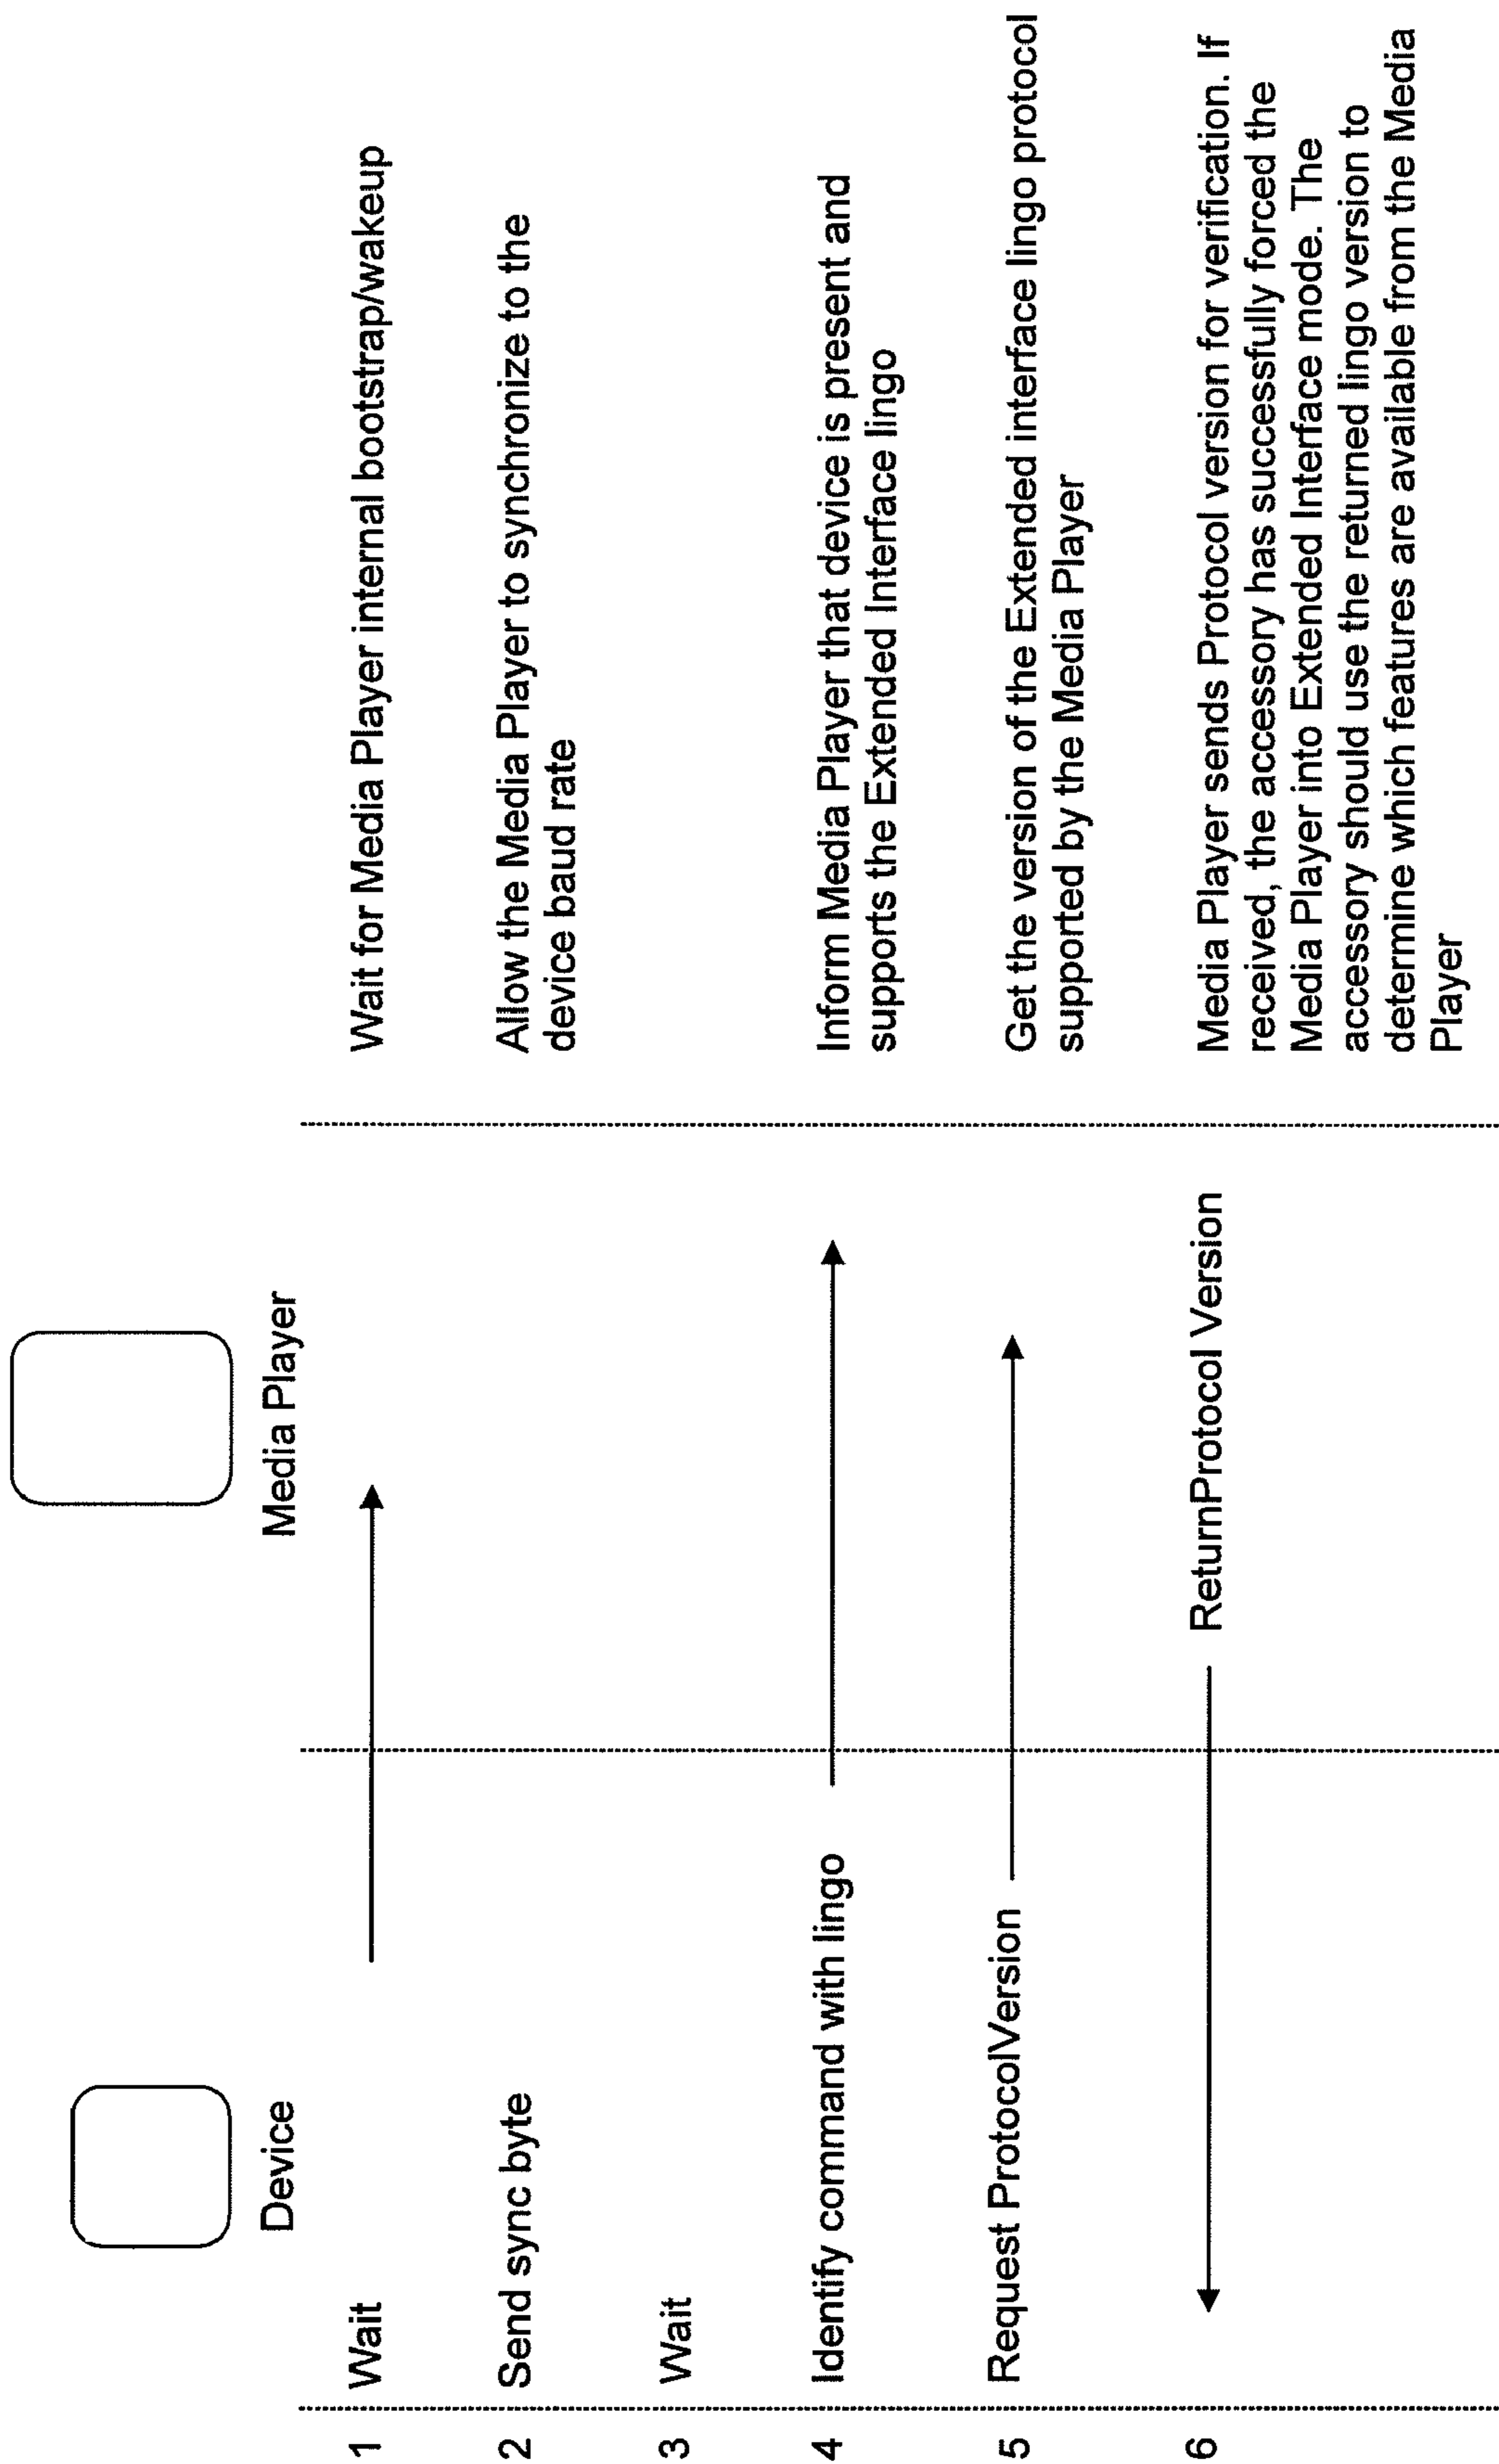 Device
Media Player
1
Wait
Wait for Media Player internal bootstrap/wakeup
2
Send sync byte
Allow the Media Player to synchronize to the
device baud rate
3
Wait
4
Identify command with lingo
Inform Media Player that device is present and
supports the Extended Interface lingo
5
Request ProtocolVersion
Get the version of the Extended interface lingo protocol
supported by the Media Player
6
ReturnProtocol Version
Media Player sends Protocol version for verification. If
received, the accessory has successfully forced the
Media Player into Extended Interface mode. The
accessory should use the returned lingo version to
determine which features are available from the Media
Player